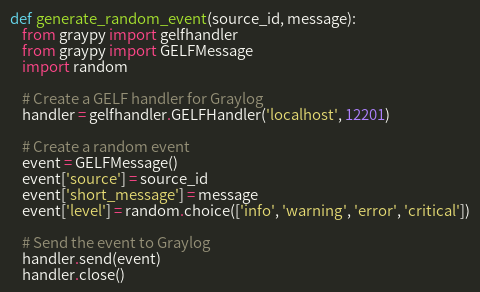 def generate_random_event(source_id, message):
    from graypy import gelfhandler
    from graypy import GELFMessage
    import random

    # Create a GELF handler for Graylog
    handler = gelfhandler.GELFHandler('localhost', 12201)

    # Create a random event
    event = GELFMessage()
    event['source'] = source_id
    event['short_message'] = message
    event['level'] = random.choice(['info', 'warning', 'error', 'critical'])

    # Send the event to Graylog
    handler.send(event)
    handler.close()